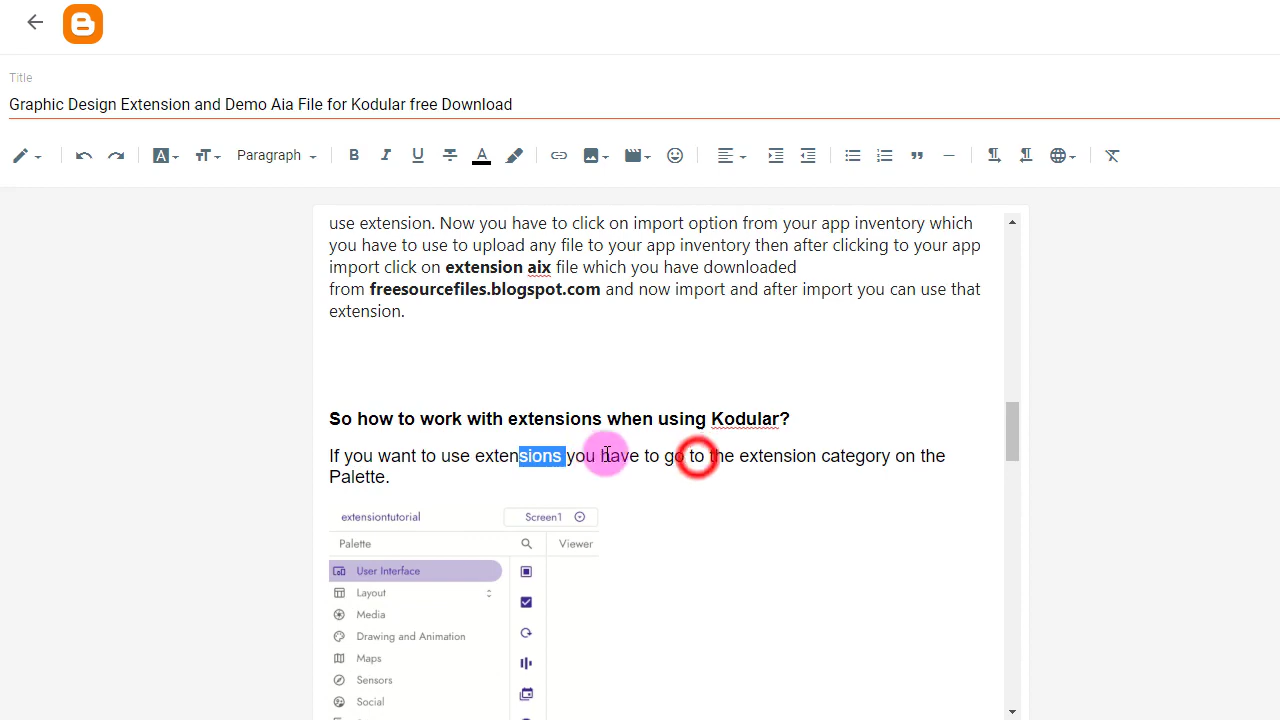 Title
Graphic Design Extension and Demo Aia File for Kodular free Download
Paragraph
use extension. Now you have to click on import option from your app inventory which
you have to use to upload any file to your app inventory then after clicking to your app
import click on extension aix file which you have downloaded
from freesourcefiles.blogspot.com and now import and after import you can use that
extension.
So how to work with extensions when using Kodular?
If you want to use extensions you have to go to the extension category on the
Palette.
extensiontutorial Screen1
Palette Viewer
User Interface
Layout
Media
Drawing and Animation
Maps
Sensors
Social